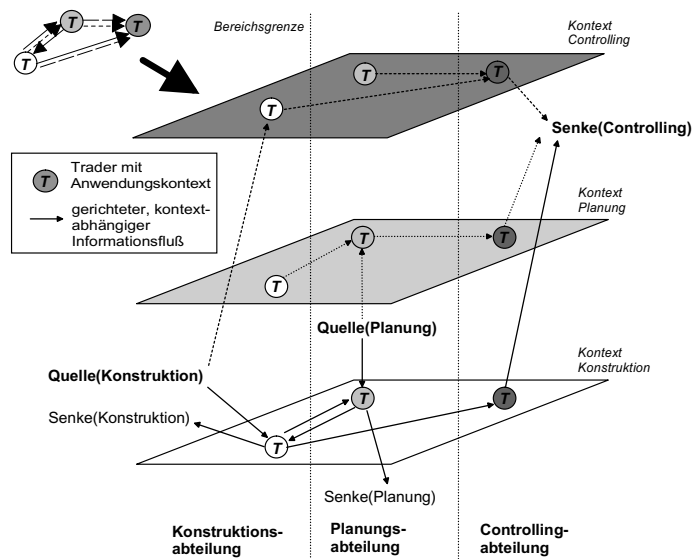 T
T
T
Bereichsgrenze
Kontext
Controlling
T
T
T
Senke(Controlling)
T
Trader mit
Anwendungskontext
gerichteter, kontext-
abhängiger
Informationsfluß
Kontext
Planung
T
T
T
Quelle(Planung)
Quelle(Konstruktion)
Kontext
Konstruktion
Senke(Konstruktion)
T
T
T
Senke(Planung)
Konstruktions-
abteilung
Planungs-
abteilung
Controlling-
abteilung